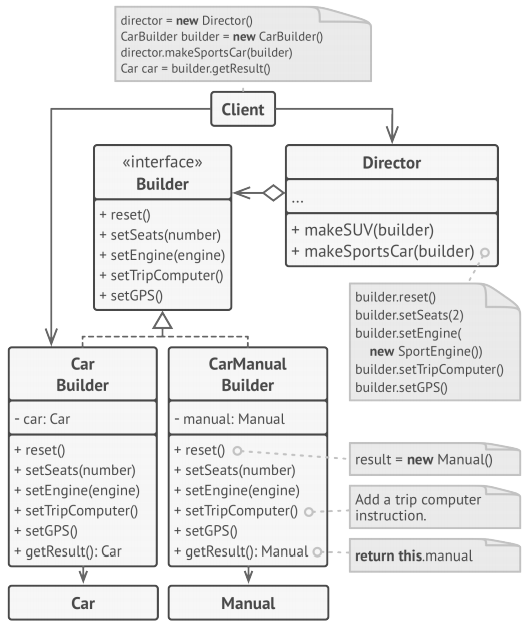 director = new Director()
CarBuilder builder = new CarBuilder()
director.makeSportsCar(builder)
Car car = builder.getResult()
Client
«interface»
Builder
+ reset()
+ setSeats(number)
+ setEngine(engine)
+ setTripComputer()
+ setGPS()
Director
...
+ makeSUV(builder)
+ makeSportsCar(builder)
builder.reset()
builder.setSeats(2)
builder.setEngine(
new SportEngine())
builder.setTripComputer()
builder.setGPS()
Car
Builder
- car: Car
+ reset()
+ setSeats(number)
+ setEngine(engine)
+ setTripComputer()
+ setGPS()
+ getResult(): Car
CarManual
Builder
- manual: Manual
+ reset()
+ setSeats(number)
+ setEngine(engine)
+ setTripComputer()
+ setGPS()
+ getResult(): Manual
result = new Manual()
Add a trip computer
instruction.
return this.manual
Car
Manual